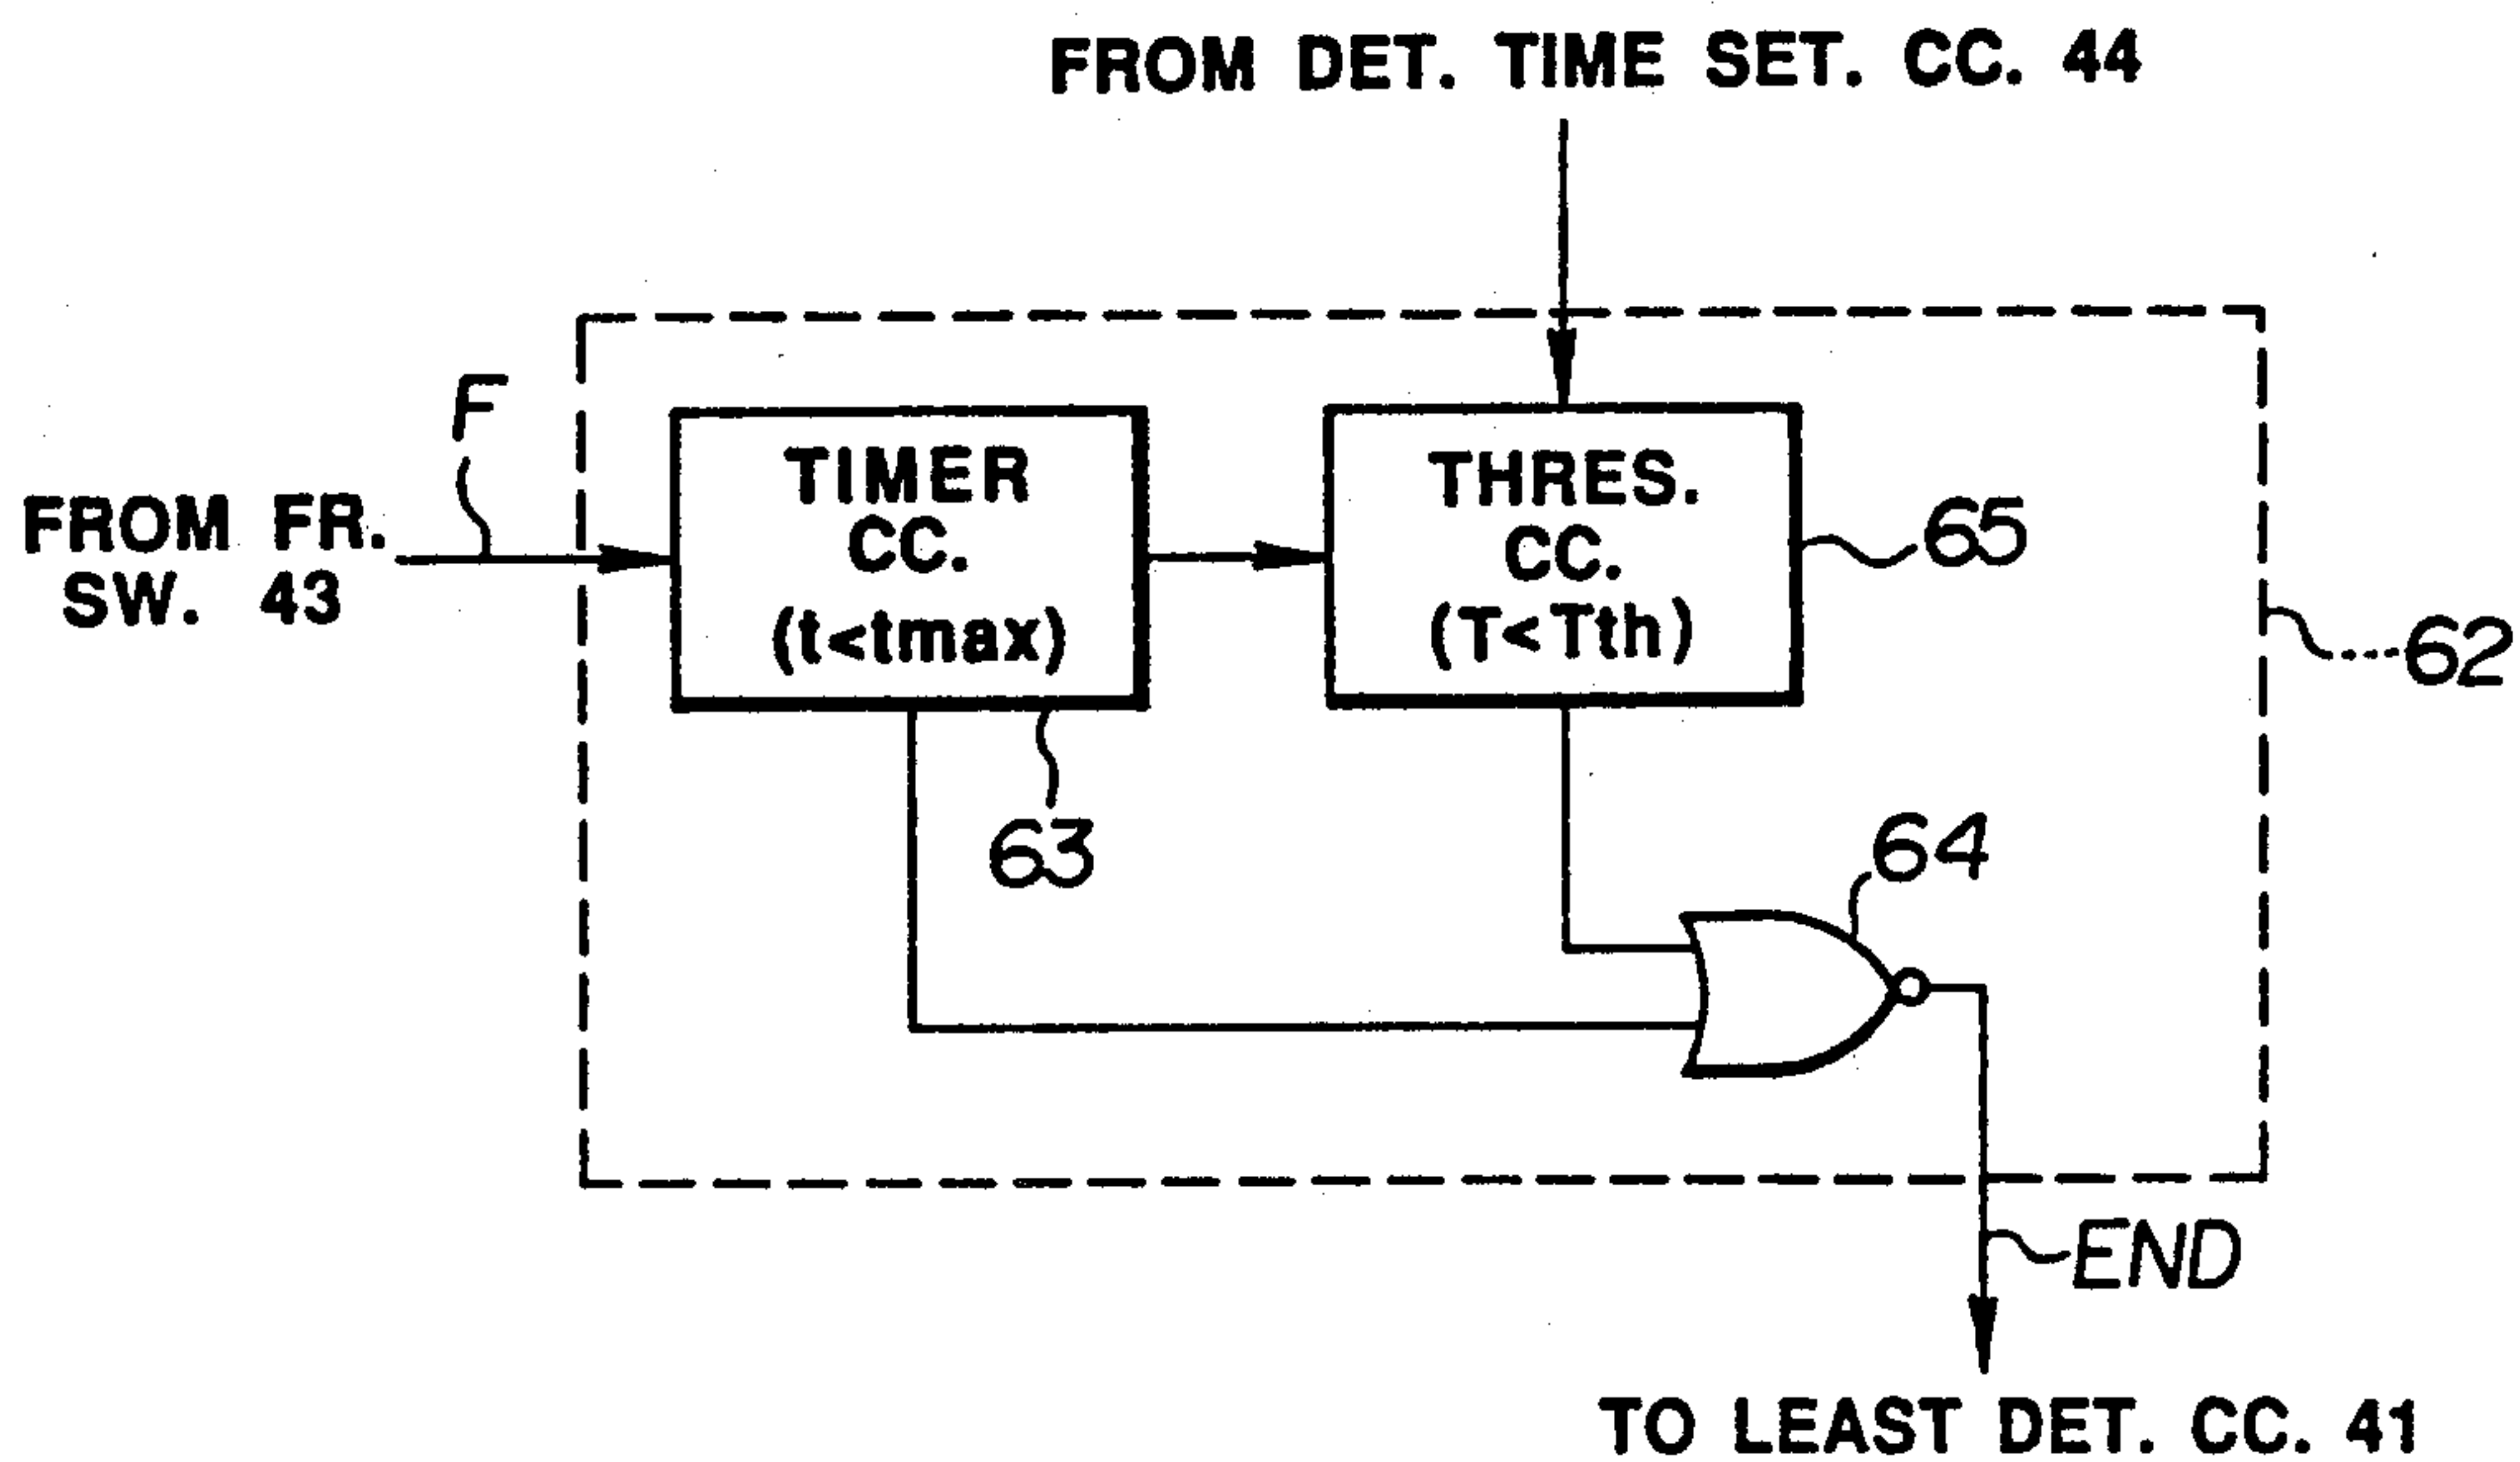 FROM DET. TIME SET. CC. 44
F
FROM FR.
SW. 43
TIMER
CC.
(t<tmax)
THRES.
CC.
(T<Tth)
65
62
63
64
END
TO LEAST DET. CC. 41